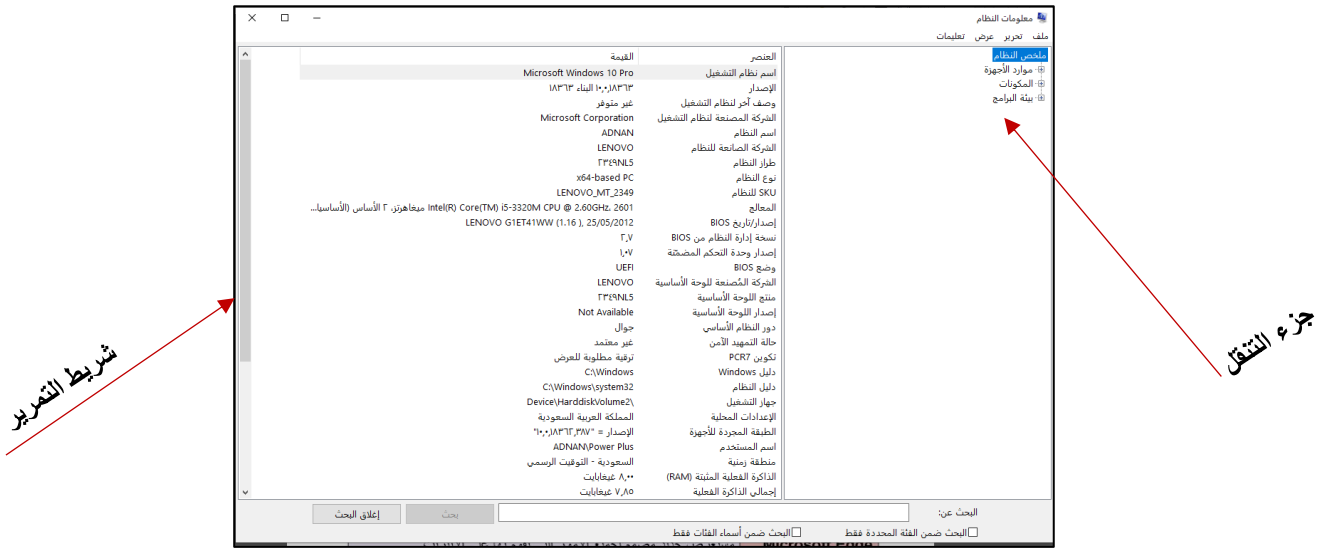 معلومات النظام
ملف تحرير عرض تعليمات
ملخص النظام
موارد الأجهزة
المكونات
بيئة البرامج
العنصر القيمة
اسم نظام التشغيل Microsoft Windows 10 Pro
الإصدار ١٠,٠,١٨٣٦٣ البناء ١٨٣٦٣
وصف آخر لنظام التشغيل غير متوفر
الشركة المصنعة لنظام التشغيل Microsoft Corporation
اسم النظام ADNAN
الشركة الصانعة للنظام LENOVO
طراز النظام ٢٣٤٩NL5
نوع النظام x64-based PC
SKU للنظام LENOVO_MT_2349
المعالج Intel(R) Core(TM) i5-3320M CPU @ 2.60GHz، 2601 ميغاهرتز، ٢ الأساس (الأساسيا...
إصدار/تاريخ BIOS LENOVO G1ET41WW (1.16 ), 25/05/2012
نسخة إدارة النظام من BIOS ٢,٧
إصدار وحدة التحكم المضمّنة ١,٠٧
وضع BIOS UEFI
الشركة المُصنعة للوحة الأساسية LENOVO
منتج اللوحة الأساسية ٢٣٤٩NL5
إصدار اللوحة الأساسية Not Available
دور النظام الأساسي جوال
حالة التمهيد الآمن غير معتمد
تكوين PCR7 ترقية مطلوبة للعرض
دليل Windows C:\Windows
دليل النظام C:\Windows\system32
جهاز التشغيل \Device\HarddiskVolume2
الإعدادات المحلية المملكة العربية السعودية
الطبقة المجردة للأجهزة الإصدار = "١٠,٠,١٨٣٦٢,٣٨٧"
اسم المستخدم ADNAN\Power Plus
منطقة زمنية السعودية - التوقيت الرسمي
الذاكرة الفعلية المثبتة (RAM) ٨,٠٠ غيغابايت
إجمالي الذاكرة الفعلية ٧,٨٥ غيغابايت
البحث عن: بحث إغلاق البحث
البحث ضمن الفئة المحددة فقط البحث ضمن أسماء الفئات فقط
جزء التنقل
شريط التمرير